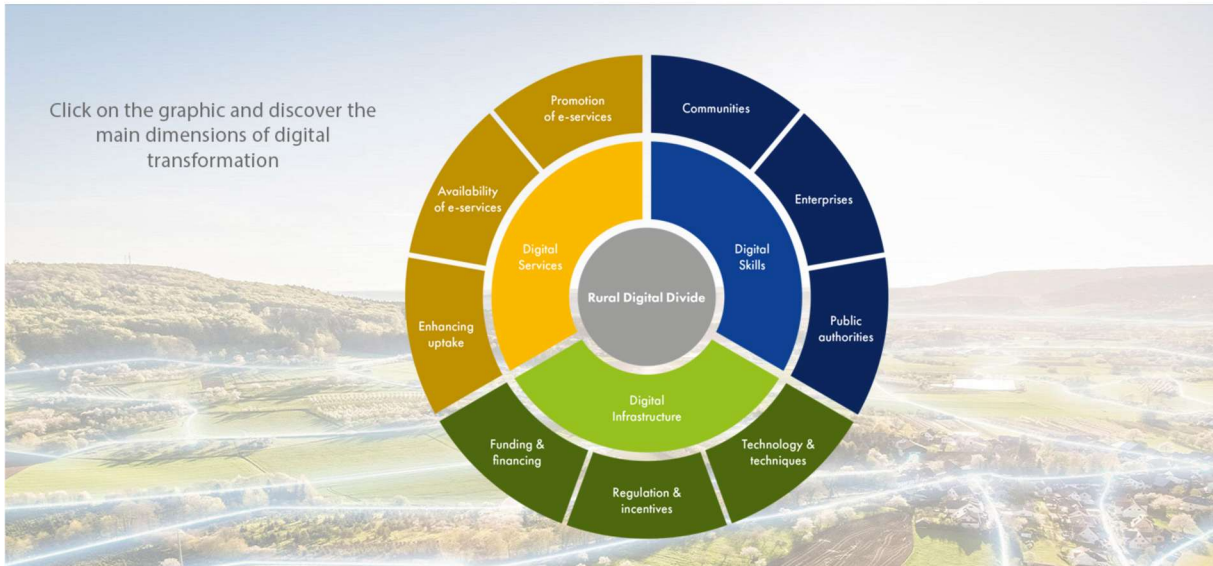 Click on the graphic and discover the
main dimensions of digital
transformation
Promotion
of e-services
Communities
Availability
of e-services
Enterprises
Digital
Services
Digital
Skills
Rural Digital Divide
Enhancing
uptake
Public
authorities
Digital
Infrastructure
Funding &
financing
Technology &
techniques
Regulation &
incentives